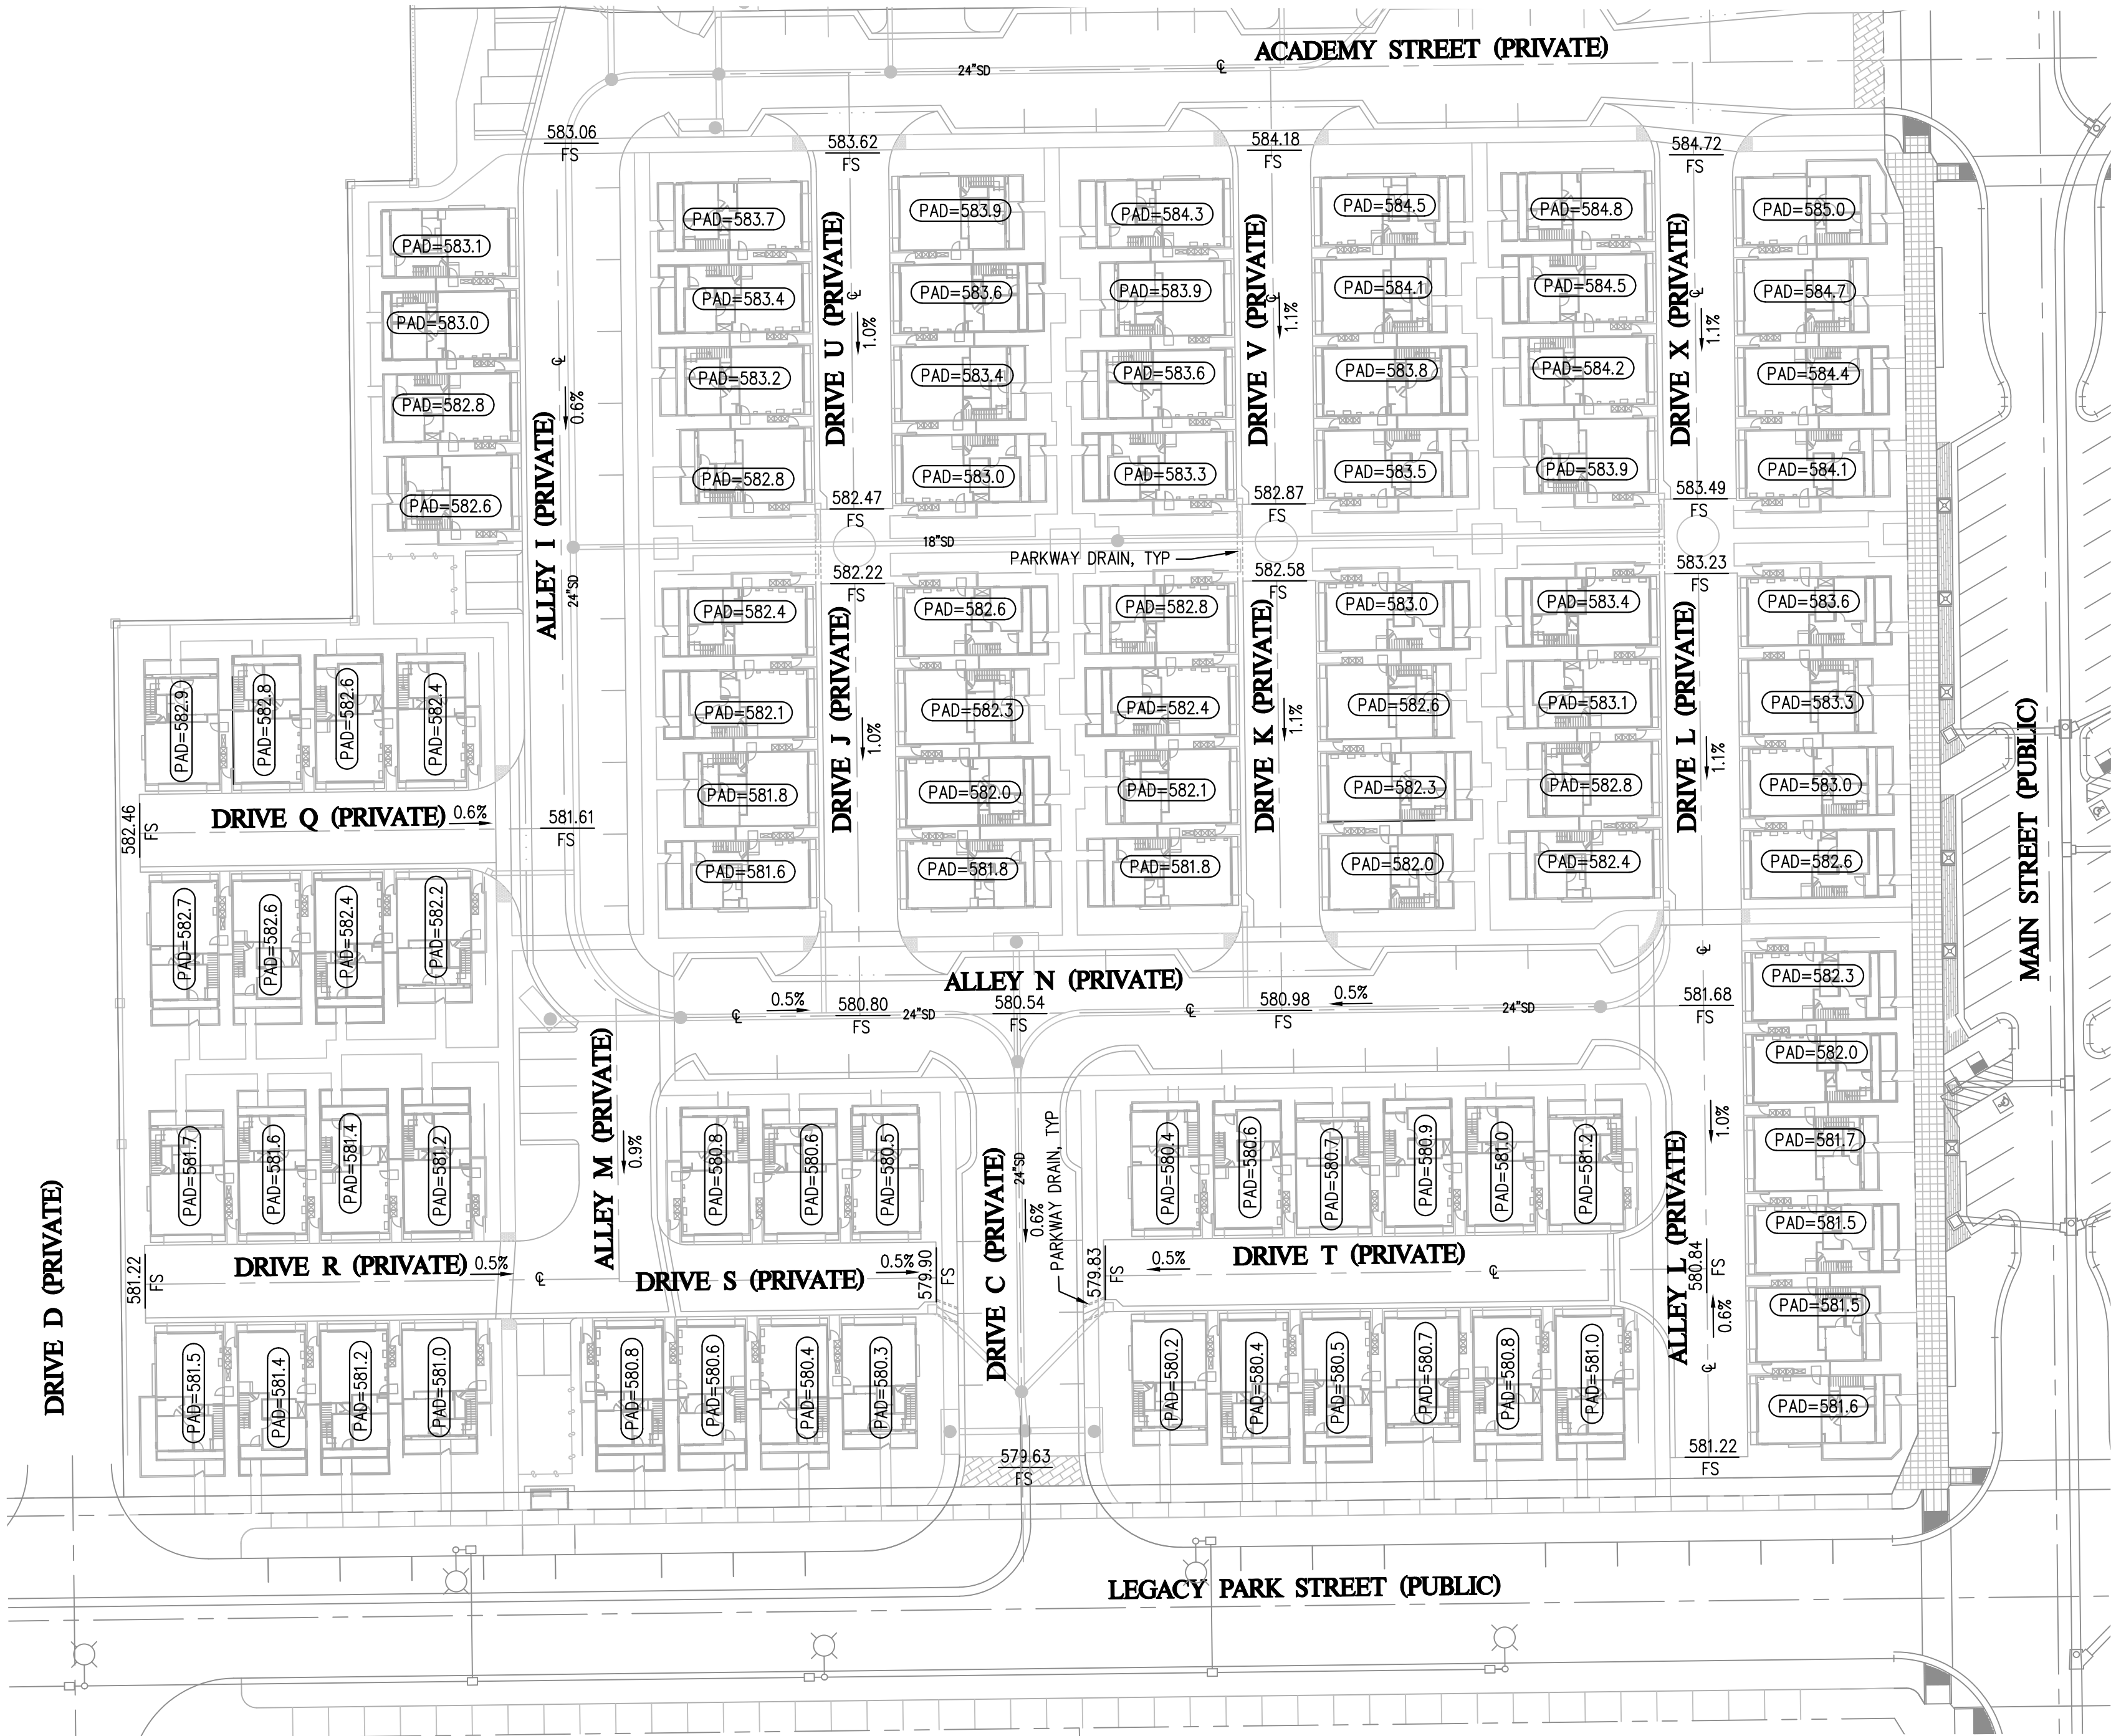 ACADEMY STREET (PRIVATE)
24"SD
℄
583.06
FS
583.62
FS
584.18
FS
584.72
FS
PAD=583.1
PAD=583.0
PAD=582.8
PAD=582.6
ALLEY I (PRIVATE)
℄
0.6%
24"SD
PAD=583.7
PAD=583.4
PAD=583.2
PAD=582.8
DRIVE U (PRIVATE)
℄
1.0%
PAD=583.9
PAD=583.6
PAD=583.4
PAD=583.0
PAD=584.3
PAD=583.9
PAD=583.6
PAD=583.3
DRIVE V (PRIVATE)
℄
1.1%
PAD=584.5
PAD=584.1
PAD=583.8
PAD=583.5
PAD=584.8
PAD=584.5
PAD=584.2
PAD=583.9
DRIVE X (PRIVATE)
℄
1.1%
PAD=585.0
PAD=584.7
PAD=584.4
PAD=584.1
582.47
FS
582.87
FS
583.49
FS
18"SD
PARKWAY DRAIN, TYP
582.22
FS
582.58
FS
583.23
FS
PAD=582.4
PAD=582.1
PAD=581.8
PAD=581.6
DRIVE J (PRIVATE)
1.0%
PAD=582.6
PAD=582.3
PAD=582.0
PAD=581.8
PAD=582.8
PAD=582.4
PAD=582.1
PAD=581.8
DRIVE K (PRIVATE)
1.1%
PAD=583.0
PAD=582.6
PAD=582.3
PAD=582.0
PAD=583.4
PAD=583.1
PAD=582.8
PAD=582.4
DRIVE L (PRIVATE)
1.1%
PAD=583.6
PAD=583.3
PAD=583.0
PAD=582.6
MAIN STREET (PUBLIC)
PAD=582.9
PAD=582.8
PAD=582.6
PAD=582.4
582.46
FS
DRIVE Q (PRIVATE)
0.6%
581.61
FS
PAD=582.7
PAD=582.6
PAD=582.4
PAD=582.2
ALLEY N (PRIVATE)
℄
0.5%
580.80
FS
24"SD
580.54
FS
℄
580.98
FS
0.5%
24"SD
℄
581.68
FS
PAD=582.3
PAD=582.0
PAD=581.7
PAD=581.5
PAD=581.5
PAD=581.6
PAD=581.7
PAD=581.6
PAD=581.4
PAD=581.2
ALLEY M (PRIVATE)
0.9%
PAD=580.8
PAD=580.6
PAD=580.5
DRIVE C (PRIVATE)
24"SD
0.6%
PARKWAY DRAIN, TYP
PAD=580.4
PAD=580.6
PAD=580.7
PAD=580.9
PAD=581.0
PAD=581.2
ALLEY L (PRIVATE)
1.0%
580.84
FS
0.6%
℄
DRIVE D (PRIVATE)
581.22
FS
DRIVE R (PRIVATE)
0.5%
℄
DRIVE S (PRIVATE)
0.5%
579.90
FS
579.83
FS
0.5%
DRIVE T (PRIVATE)
℄
PAD=581.5
PAD=581.4
PAD=581.2
PAD=581.0
PAD=580.8
PAD=580.6
PAD=580.4
PAD=580.3
PAD=580.2
PAD=580.4
PAD=580.5
PAD=580.7
PAD=580.8
PAD=581.0
579.63
FS
581.22
FS
LEGACY PARK STREET (PUBLIC)